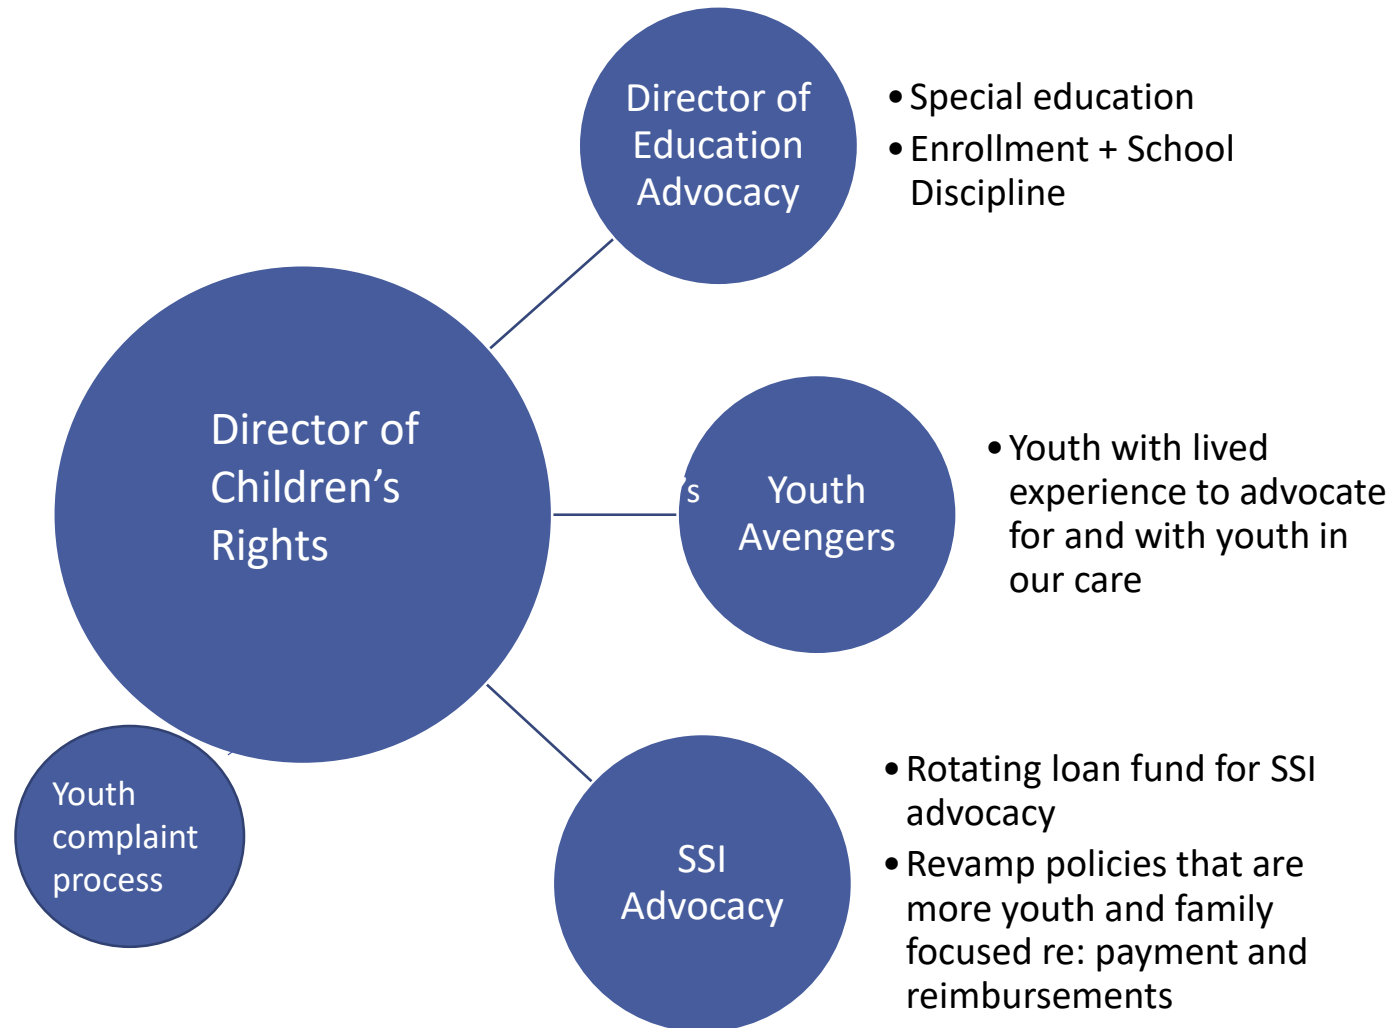 Director of
Education
Advocacy
• Special education
• Enrollment + School
Discipline
Director of
Children’s
Rights
’s
Youth
Avengers
• Youth with lived
experience to advocate
for and with youth in
our care
Youth
complaint
process
SSI
Advocacy
• Rotating loan fund for SSI
advocacy
• Revamp policies that are
more youth and family
focused re: payment and
reimbursements